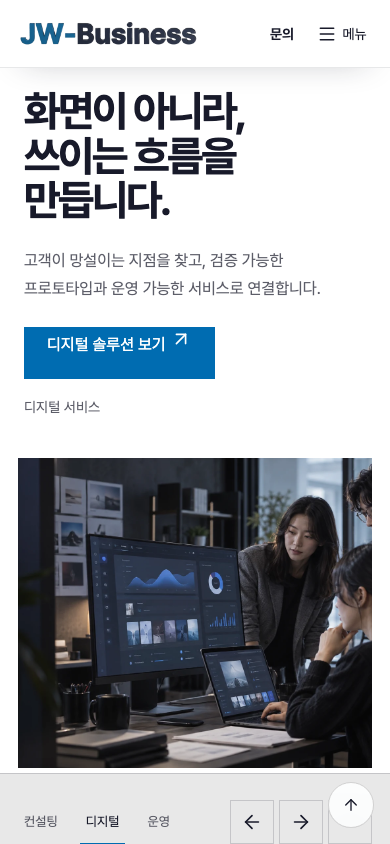 JW-Business
문의
메뉴
화면이 아니라,
쓰이는 흐름을
만듭니다.
고객이 망설이는 지점을 찾고, 검증 가능한
프로토타입과 운영 가능한 서비스로 연결합니다.
디지털 솔루션 보기
디지털 서비스
컨설팅
디지털
운영